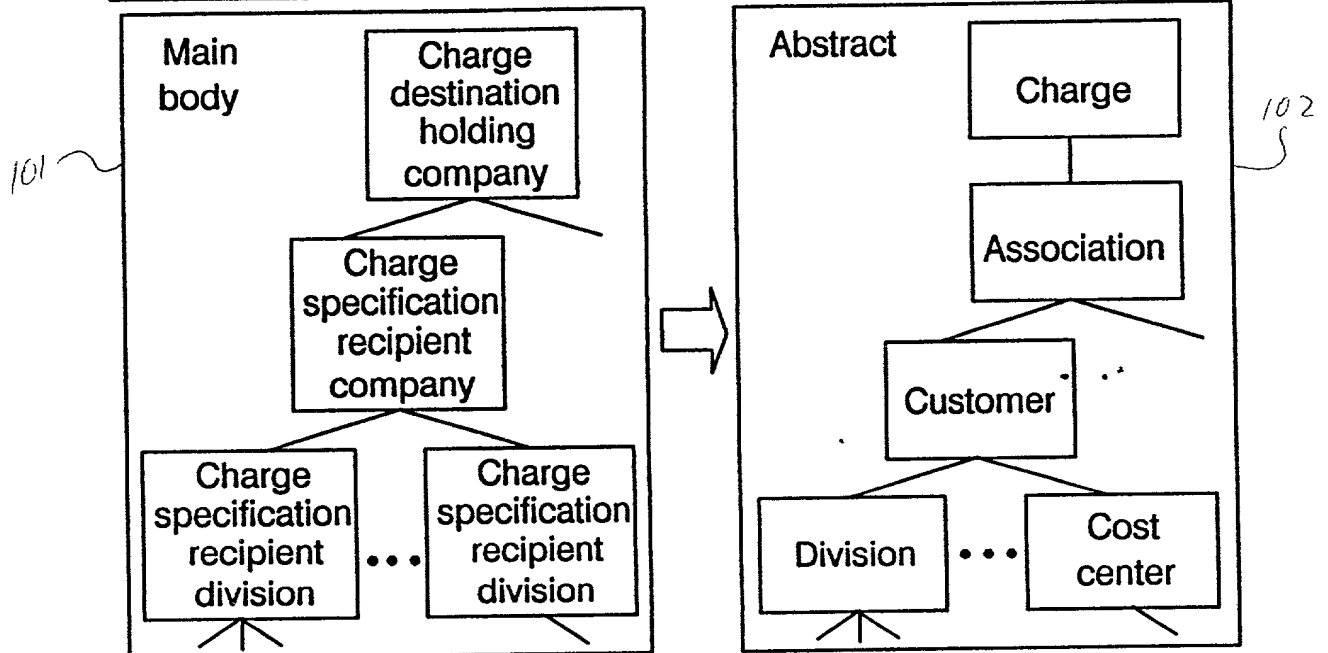 Main
body
Charge
destination
holding
company
101
Charge
specification
recipient
company
Charge
specification
recipient
division
•••
Charge
specification
recipient
division
Abstract
Charge
102
Association
Customer
Division
•••
Cost
center